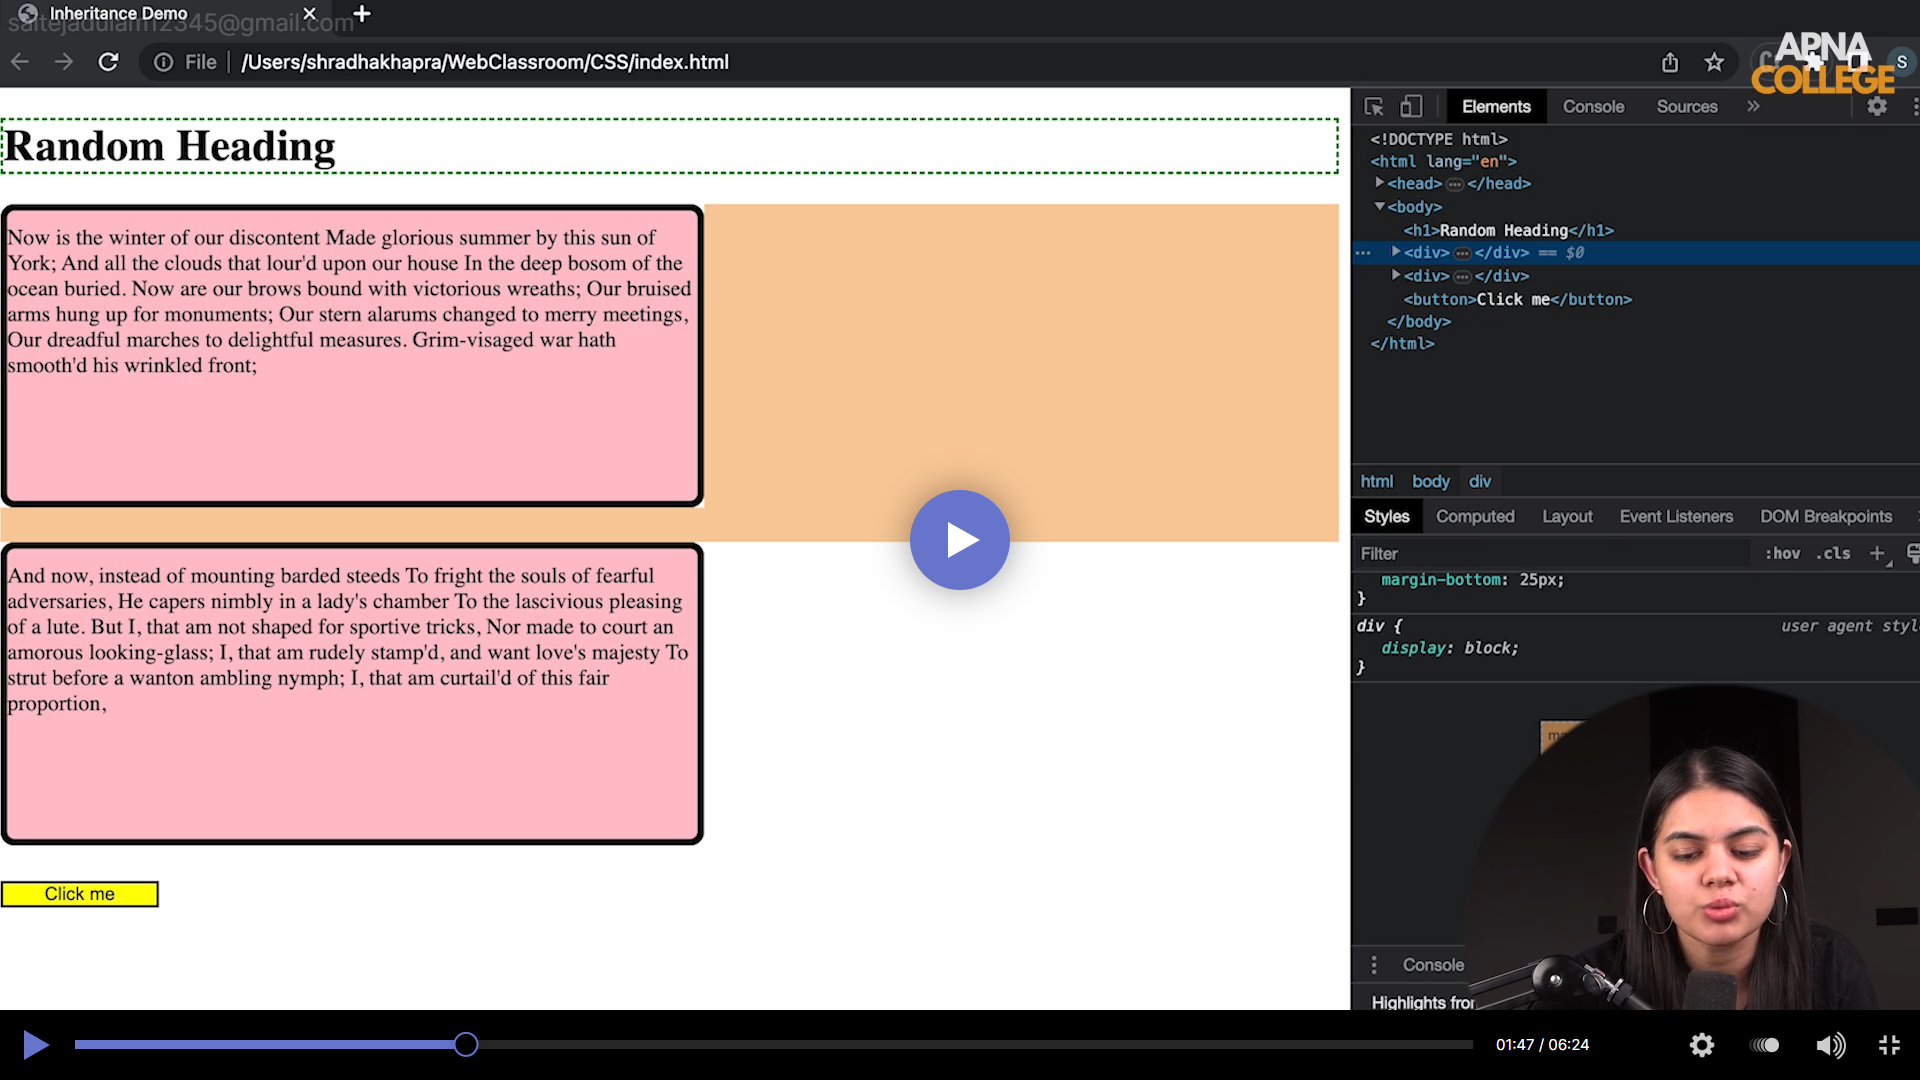 Inheritance Demo
saitejadulam12345@gmail.com
File
/Users/shradhakhapra/WebClassroom/CSS/index.html
S
APNA
COLLEGE
Random Heading
Now is the winter of our discontent Made glorious summer by this sun of
York; And all the clouds that lour'd upon our house In the deep bosom of the
ocean buried. Now are our brows bound with victorious wreaths; Our bruised
arms hung up for monuments; Our stern alarums changed to merry meetings,
Our dreadful marches to delightful measures. Grim-visaged war hath
smooth'd his wrinkled front;
And now, instead of mounting barded steeds To fright the souls of fearful
adversaries, He capers nimbly in a lady's chamber To the lascivious pleasing
of a lute. But I, that am not shaped for sportive tricks, Nor made to court an
amorous looking-glass; I, that am rudely stamp'd, and want love's majesty To
strut before a wanton ambling nymph; I, that am curtail'd of this fair
proportion,
Click me
Elements Console Sources »
<!DOCTYPE html>
<html lang="en">
<head> … </head>
<body>
<h1>Random Heading</h1>
… <div> … </div> == $0
<div> … </div>
<button>Click me</button>
</body>
</html>
html body div
Styles Computed Layout Event Listeners DOM Breakpoints
Filter :hov .cls +
margin-bottom: 25px;
}
div { user agent styl
display: block;
}
Console
Highlights from
01:47 / 06:24